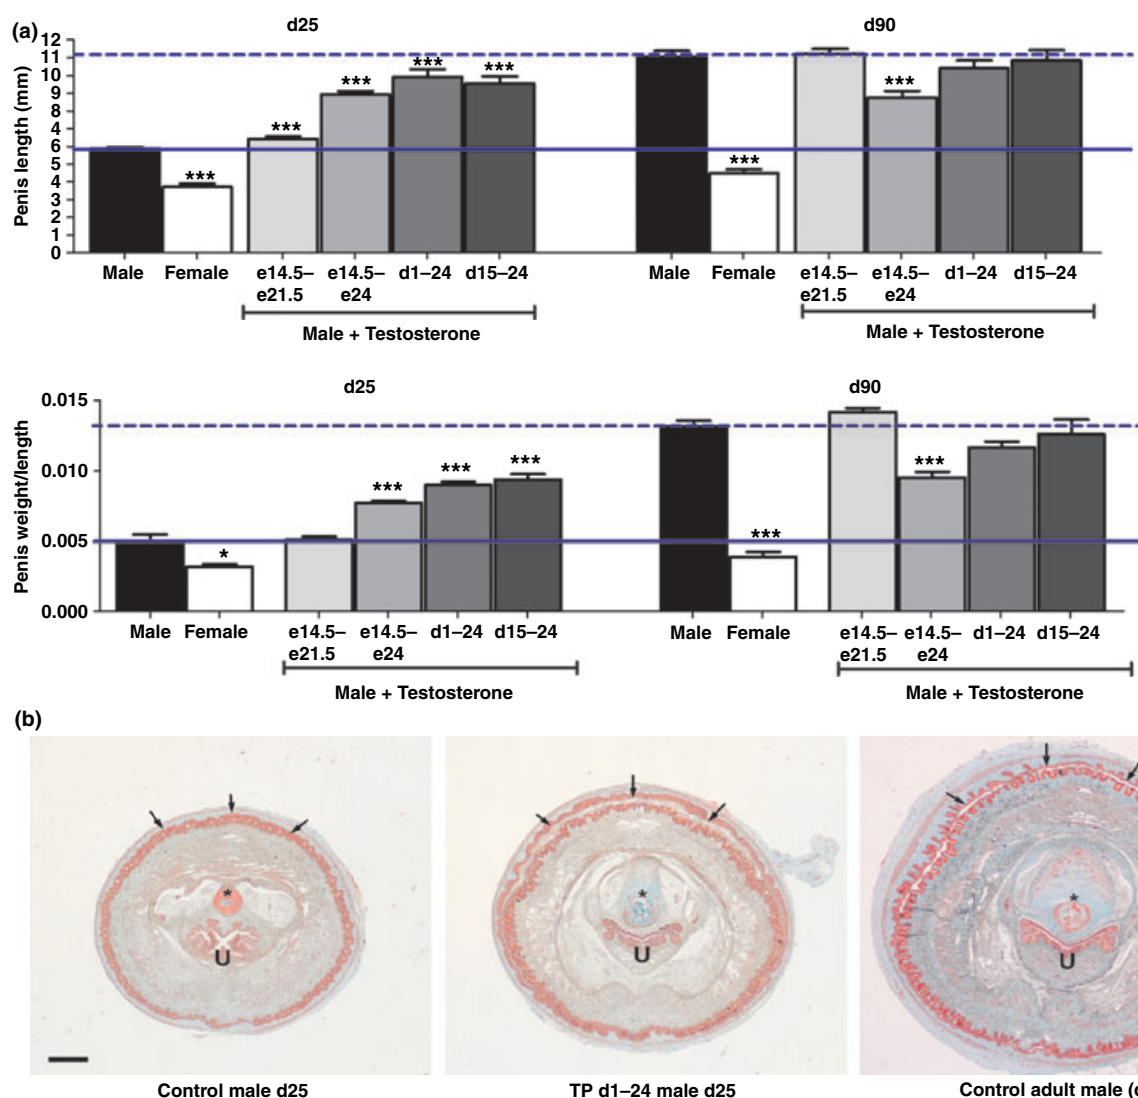 (a)
d25
d90
Penis length (mm)
12
11
10
9
8
4
6
5
4
3
2
1
0
***
***
***
***
***
***
***
Male
Female
e14.5–
e21.5
e14.5–
e24
d1–24
d15–24
Male + Testosterone
Male
Female
e14.5–
e21.5
e14.5–
e24
d1–24
d15–24
Male + Testosterone
d25
d90
Penis weight/length
0.015
0.010
0.005
0.000
*
***
***
***
***
***
Male
Female
e14.5–
e21.5
e14.5–
e24
d1–24
d15–24
Male + Testosterone
Male
Female
e14.5–
e21.5
e14.5–
e24
d1–24
d15–24
Male + Testosterone
(b)
*
U
*
U
*
U
Control male d25
TP d1–24 male d25
Control adult male (d